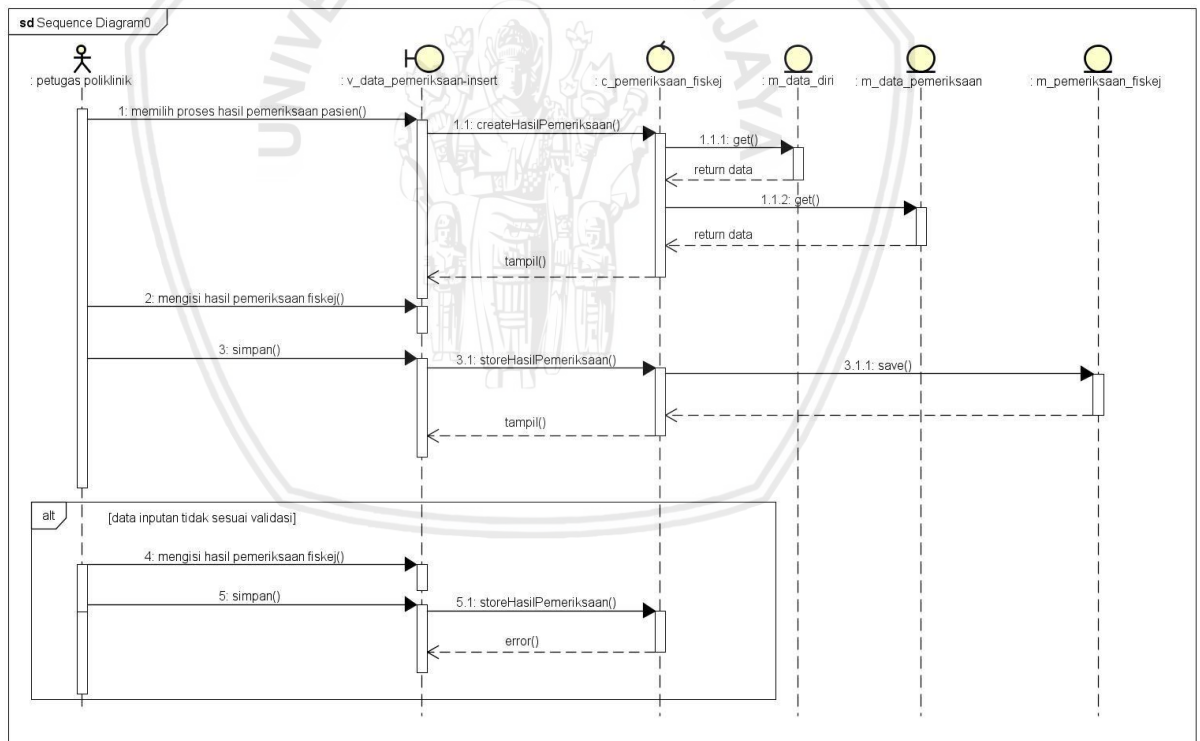 sd Sequence Diagram0
UNIVE
IJAYA
: petugas poliklinik
: v_data_pemeriksaan-insert
: c_pemeriksaan_fiskej
: m_data_diri
: m_data_pemeriksaan
: m_pemeriksaan_fiskej
1: memilih proses hasil pemeriksaan pasien()
1.1: createHasilPemeriksaan()
1.1.1: get()
return data
1.1.2: get()
return data
tampil()
2: mengisi hasil pemeriksaan fiskej()
3: simpan()
3.1: storeHasilPemeriksaan()
3.1.1: save()
tampil()
alt
[data inputan tidak sesuai validasi]
4: mengisi hasil pemeriksaan fiskej()
5: simpan()
5.1: storeHasilPemeriksaan()
error()